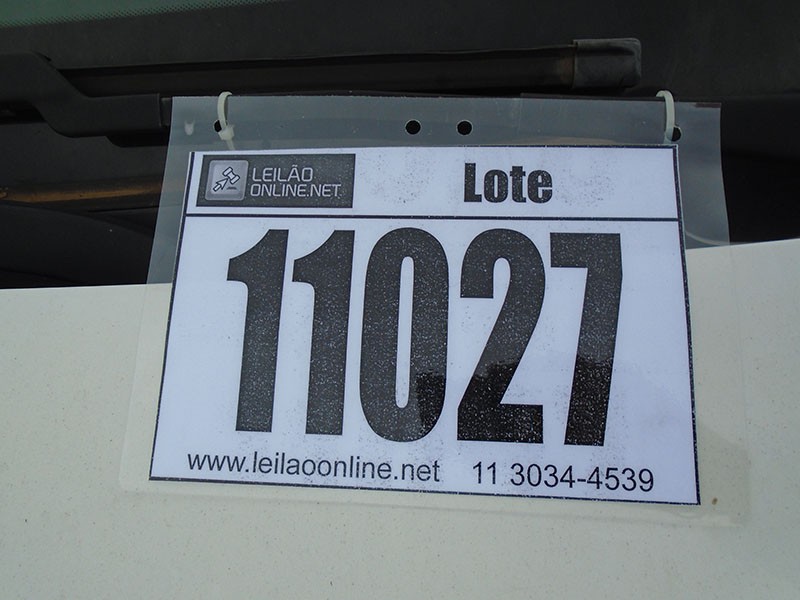 LEILÃO
ONLINE.NET
Lote
11027
www.leilaoonline.net 11 3034-4539